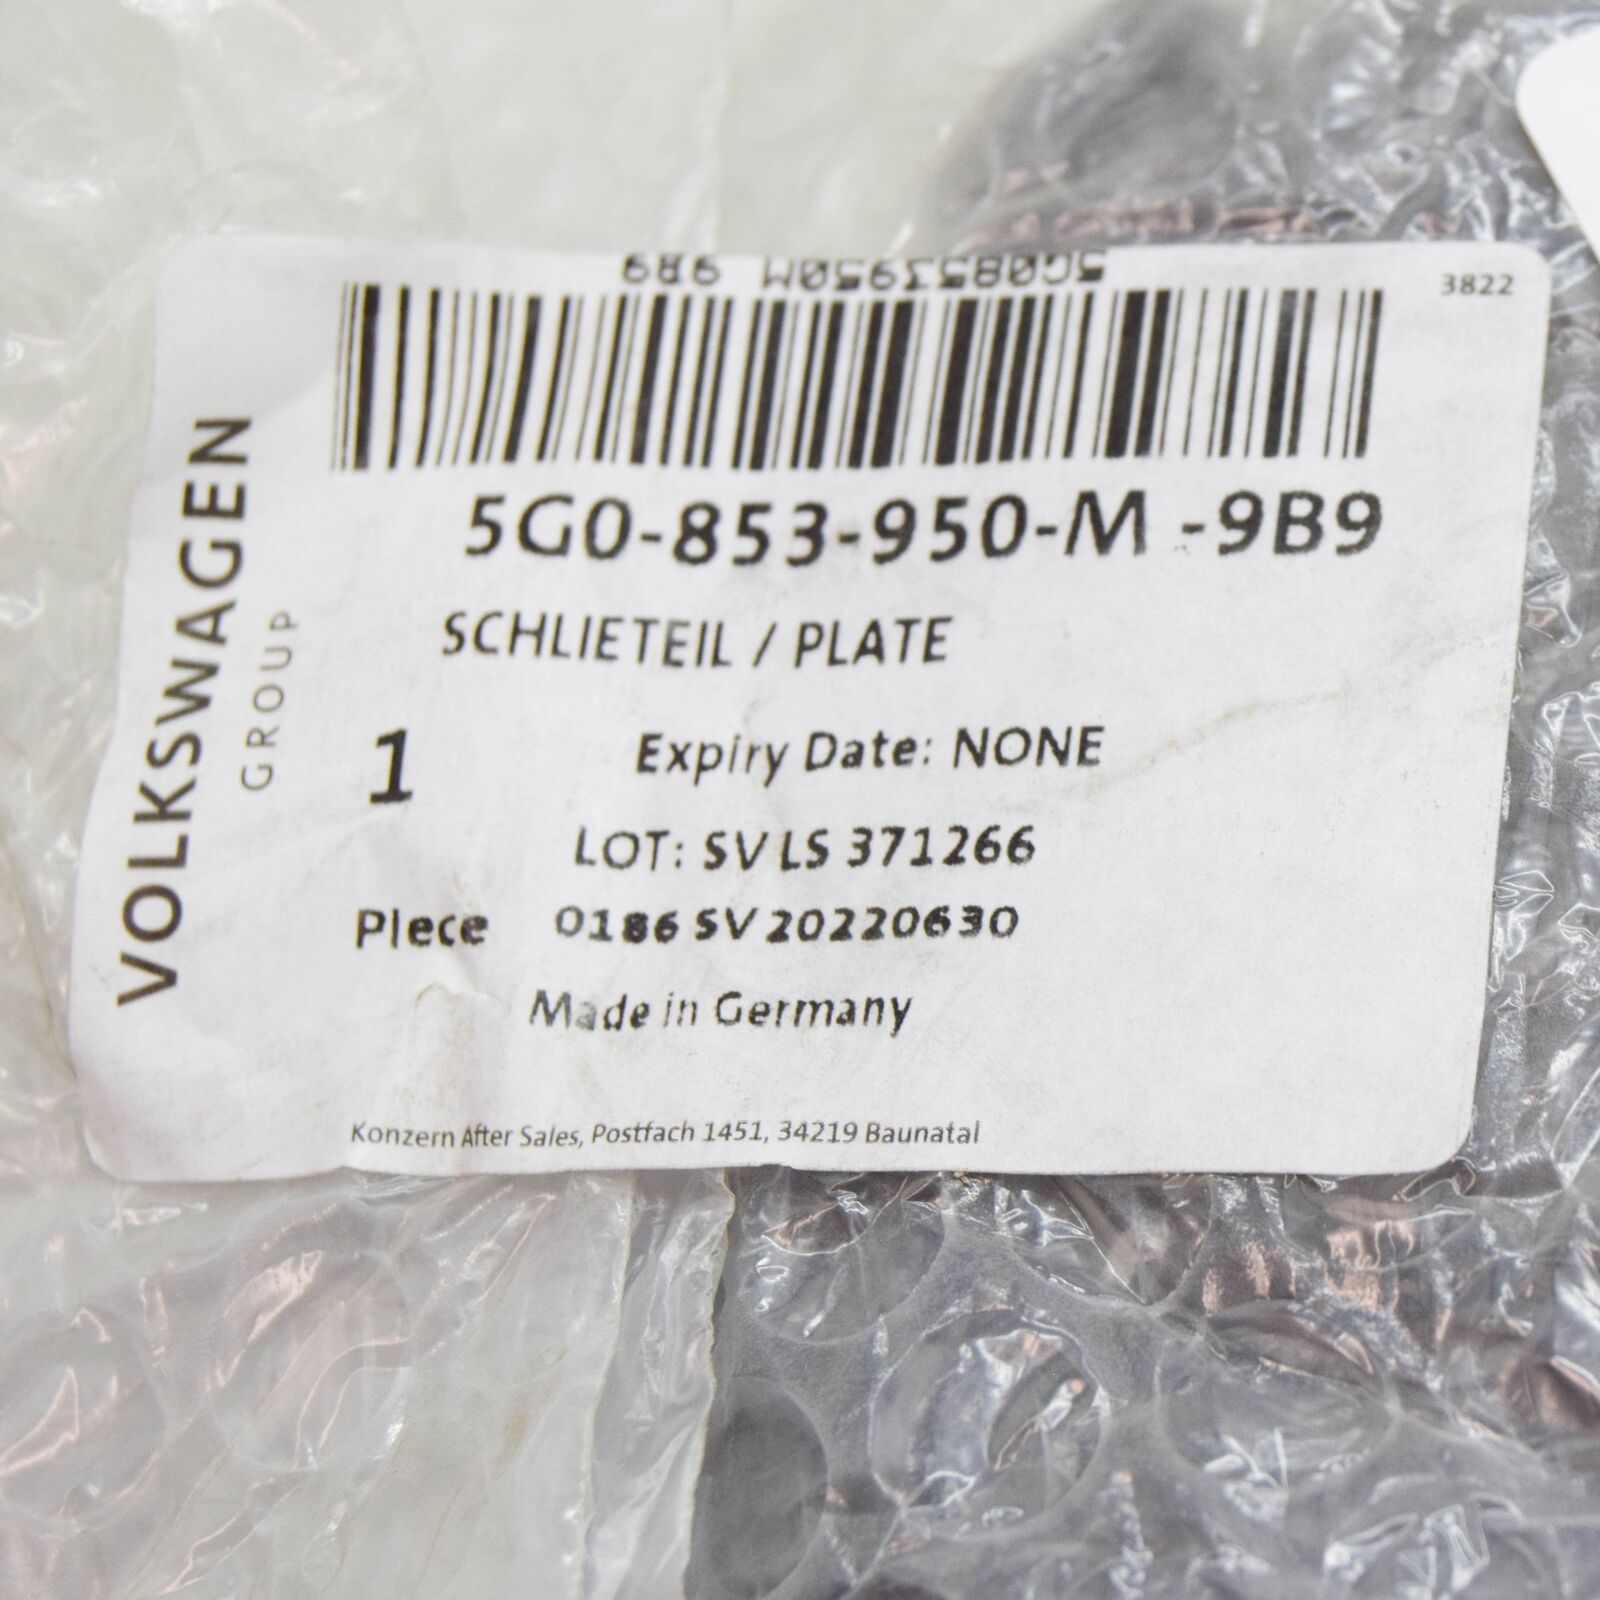 5G0853950M 9B9
3822
5G0-853-950-M -9B9
SCHLIETEIL / PLATE
1
Expiry Date: NONE
LOT: SV LS 371266
Piece 0186 SV 20220630
Made in Germany
Konzern After Sales, Postfach 1451, 34219 Baunatal
VOLKSWAGEN
GROUP